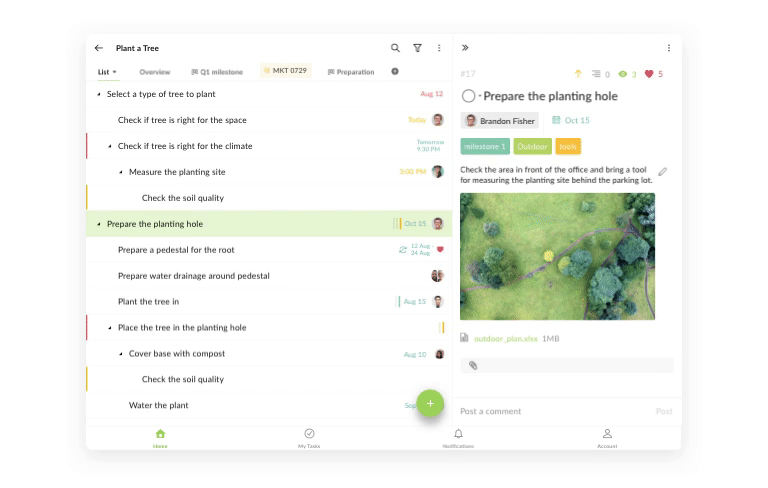 Plant a Tree
List
Overview
Q1 milestone
MKT 0729
Preparation
Select a type of tree to plant
Aug 12
Check if tree is right for the space
Today
Check if tree is right for the climate
Tomorrow
9:30 PM
Measure the planting site
3:00 PM
Check the soil quality
Prepare the planting hole
Oct 15
Prepare a pedestal for the root
12 Aug -
24 Aug
Prepare water drainage around pedestal
Plant the tree in
Aug 15
Place the tree in the planting hole
Cover base with compost
Aug 10
Check the soil quality
Water the plant
Home
My Tasks
Notifications
Account
#17
0
3
5
Prepare the planting hole
Brandon Fisher
Oct 15
milestone 1
Outdoor
tools
Check the area in front of the office and bring a tool
for measuring the planting site behind the parking lot.
outdoor_plan.xlsx 1MB
Post a comment
Post